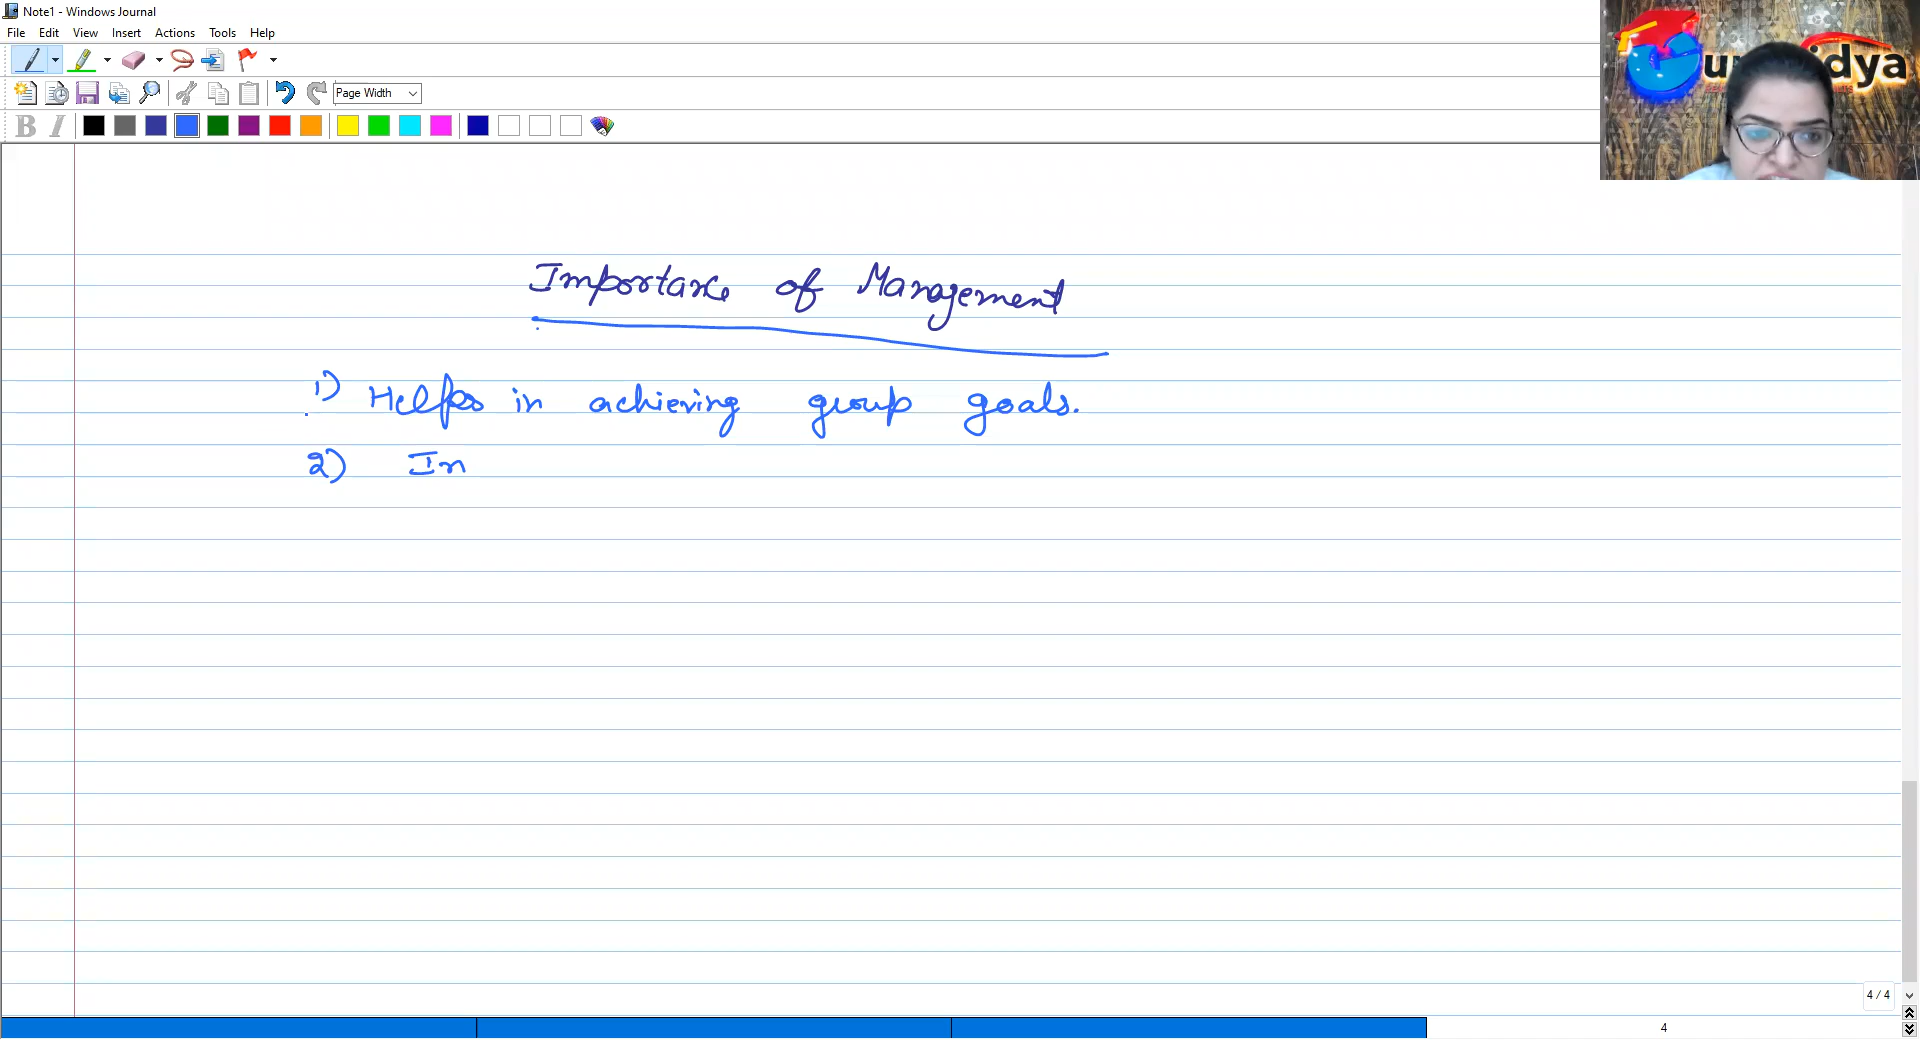 Note1 - Windows Journal
File Edit View Insert Actions Tools Help
Page Width
B I
Importance of Management
1) Helps in achieving group goals.
2) In
4 / 4
4